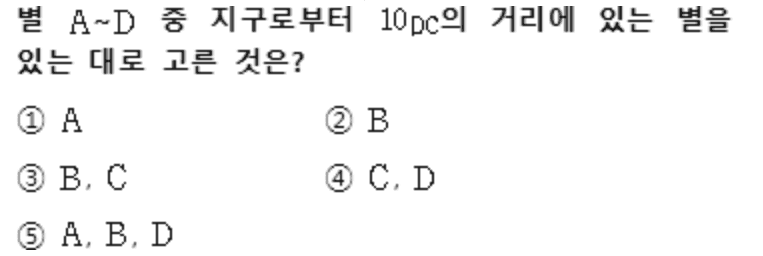 별 A~D 중 지구로부터 10pc의 거리에 있는 별을
있는 대로 고른 것은?
① A ② B
③ B, C ④ C, D
⑤ A, B, D